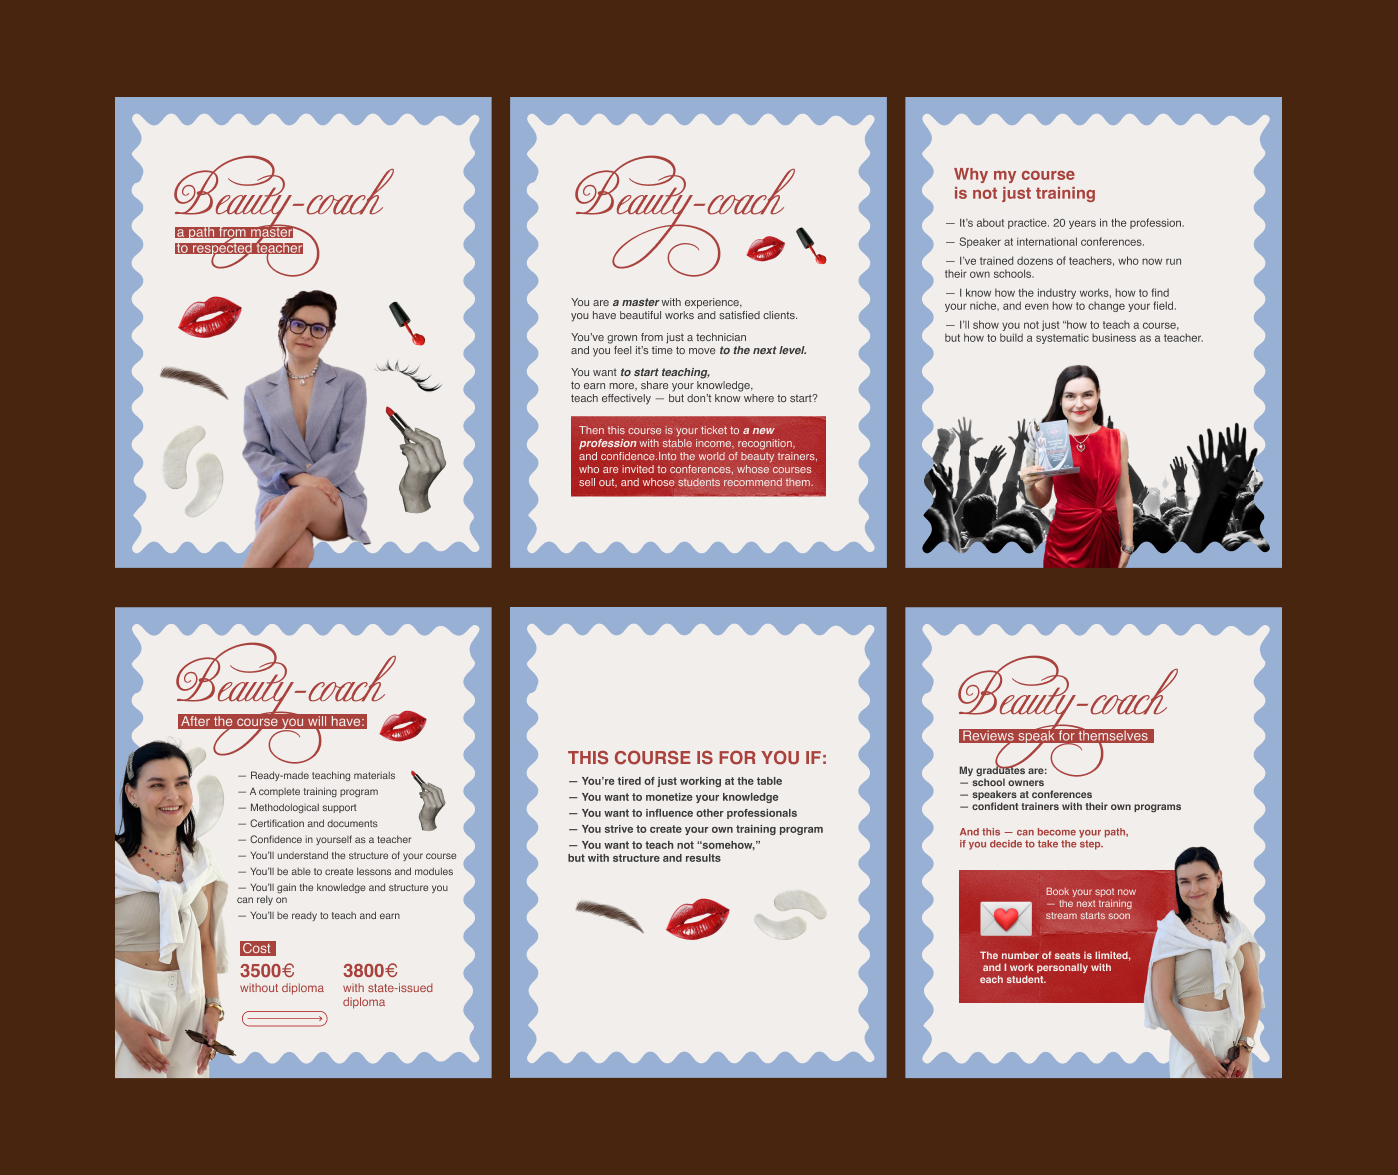 Beauty-coach
a path from master
to respected teacher
Beauty-coach
You are a master with experience,
you have beautiful works and satisfied clients.
You've grown from just a technician
and you feel it's time to move to the next level.
You want to start teaching,
to earn more, share your knowledge,
teach effectively — but don't know where to start?
Then this course is your ticket to a new
profession with stable income, recognition,
and confidence.Into the world of beauty trainers,
who are invited to conferences, whose courses
sell out, and whose students recommend them.
Why my course
is not just training
— It's about practice. 20 years in the profession.
— Speaker at international conferences.
— I've trained dozens of teachers, who now run
their own schools.
— I know how the industry works, how to find
your niche, and even how to change your field.
— I'll show you not just “how to teach a course,
but how to build a systematic business as a teacher.
Beauty-coach
After the course you will have:
— Ready-made teaching materials
— A complete training program
— Methodological support
— Certification and documents
— Confidence in yourself as a teacher
— You'll understand the structure of your course
— You'll be able to create lessons and modules
— You'll gain the knowledge and structure you
can rely on
— You'll be ready to teach and earn
Cost
3500€
without diploma
3800€
with state-issued
diploma
THIS COURSE IS FOR YOU IF:
— You're tired of just working at the table
— You want to monetize your knowledge
— You want to influence other professionals
— You strive to create your own training program
— You want to teach not “somehow,”
but with structure and results
Beauty-coach
Reviews speak for themselves
My graduates are:
— school owners
— speakers at conferences
— confident trainers with their own programs
And this — can become your path,
if you decide to take the step.
Book your spot now
— the next training
stream starts soon
The number of seats is limited,
and I work personally with
each student.